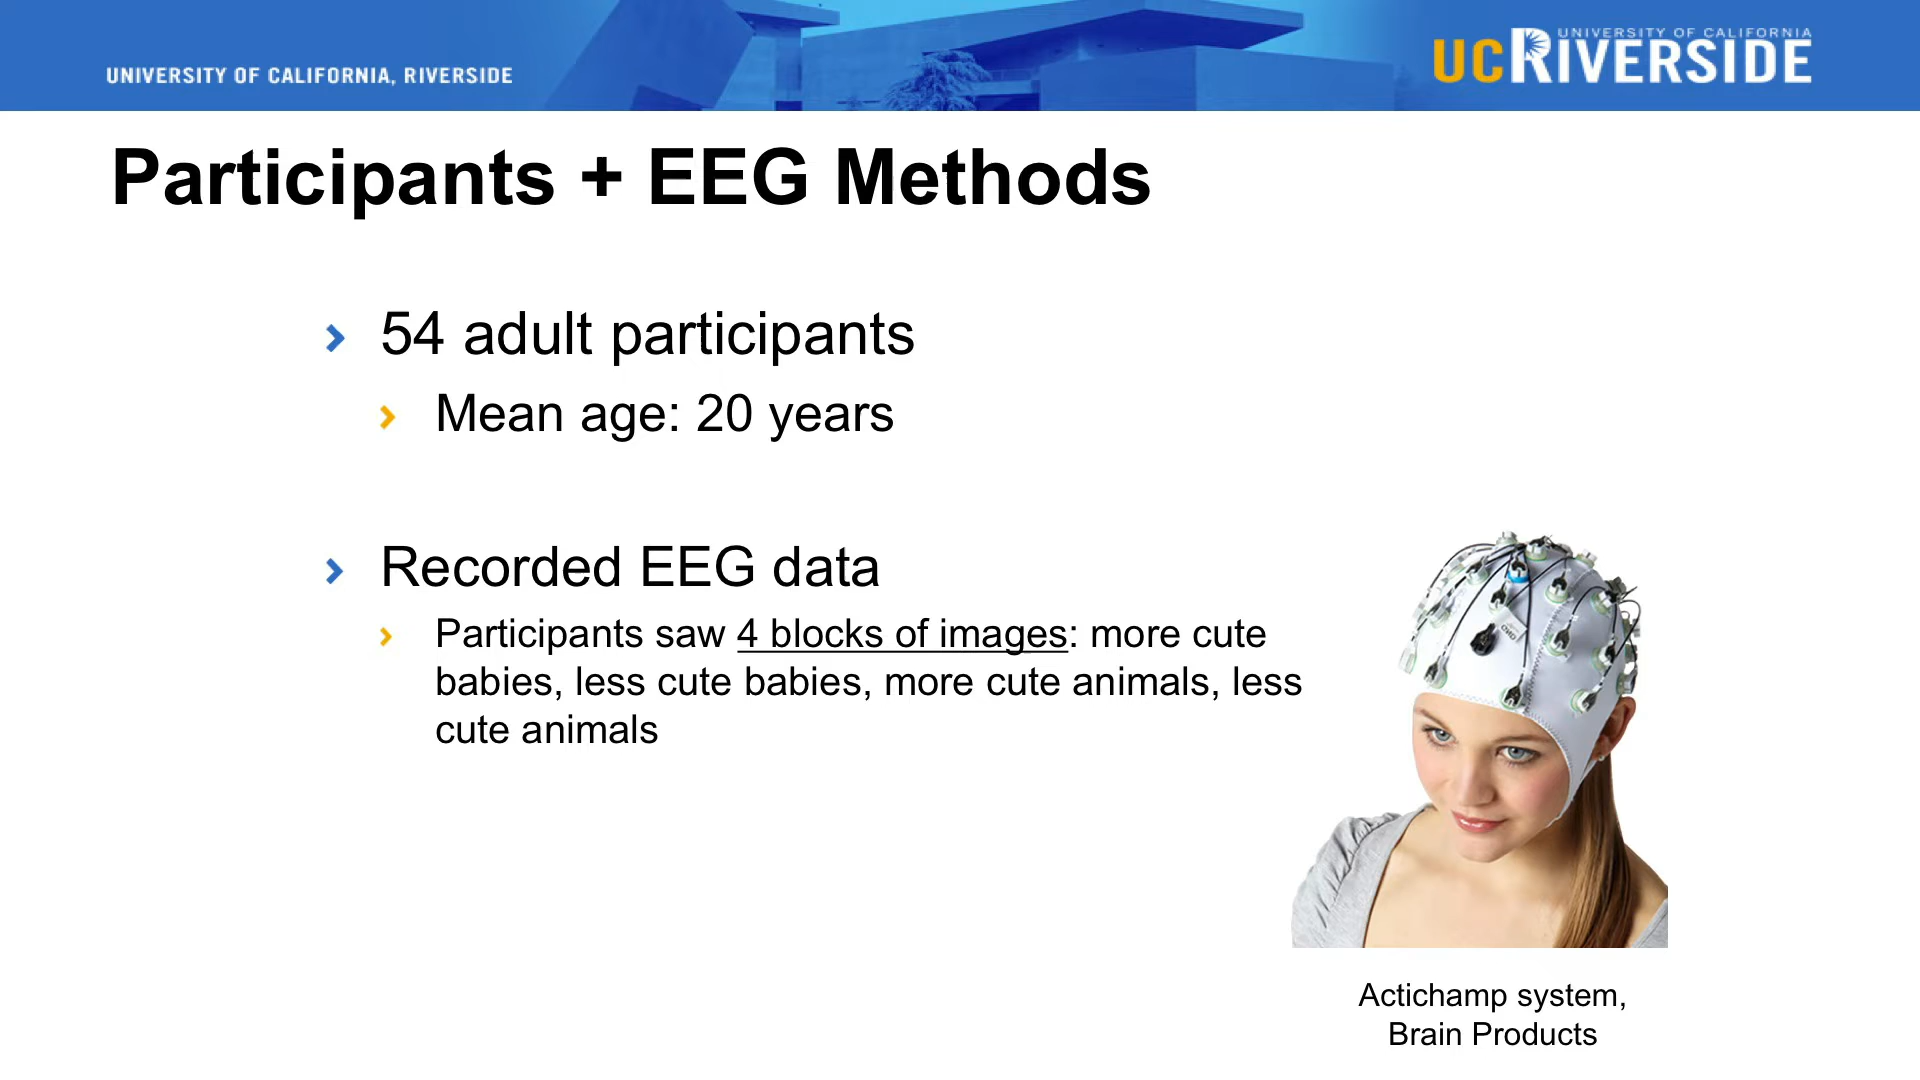 UNIVERSITY OF CALIFORNIA, RIVERSIDE
UNIVERSITY OF CALIFORNIA
UCRIVERSIDE
Participants + EEG Methods
54 adult participants
Mean age: 20 years
Recorded EEG data
Participants saw 4 blocks of images: more cute
babies, less cute babies, more cute animals, less
cute animals
Actichamp system,
Brain Products